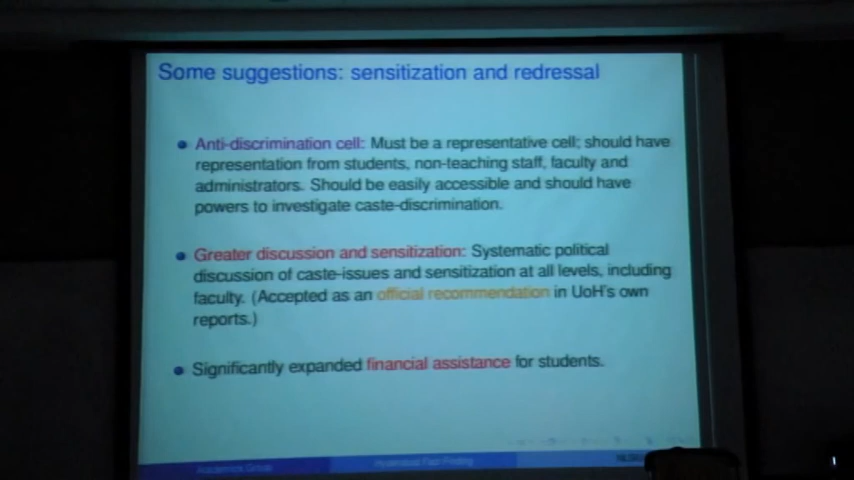 Some suggestions: sensitization and redressal
Anti-discrimination cell: Must be a representative cell; should have
representation from students, non-teaching staff, faculty and
administrators. Should be easily accessible and should have
powers to investigate caste-discrimination.
Greater discussion and sensitization: Systematic political
discussion of caste-issues and sensitization at all levels, including
faculty. (Accepted as an official recommendation in UoH's own
reports.)
Significantly expanded financial assistance for students.
Group
Fact Finding